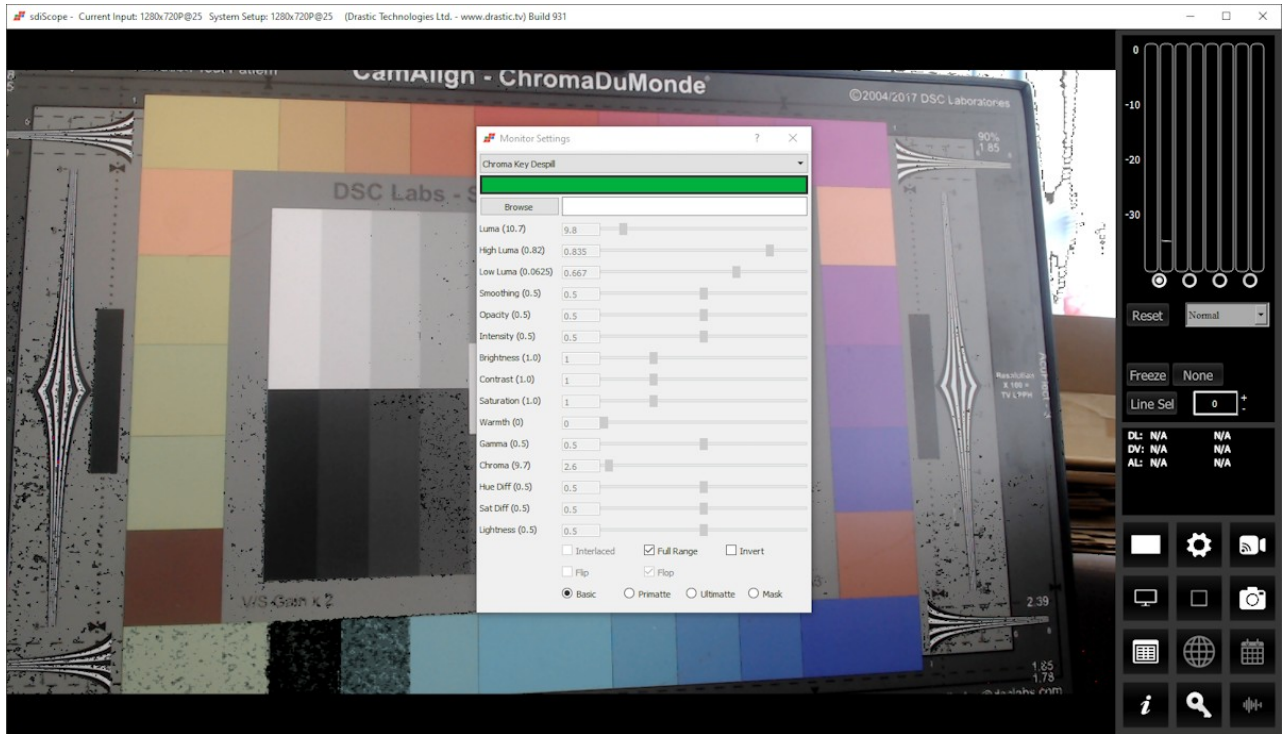 sdiScope - Current Input: 1280x720P@25 System Setup: 1280x720P@25 (Drastic Technologies Ltd. - www.drastic.tv) Build 931
CamAlign - ChromaDuMonde
©2004/2017 DSC Laboratories
90%
1.85
DSC Labs - S
Monitor Settings
Chroma Key Despill
Browse
Luma (10.7) 9.8
High Luma (0.82) 0.835
Low Luma (0.0625) 0.667
Smoothing (0.5) 0.5
Opacity (0.5) 0.5
Intensity (0.5) 0.5
Brightness (1.0) 1
Contrast (1.0) 1
Saturation (1.0) 1
Warmth (0) 0
Gamma (0.5) 0.5
Chroma (9.7) 2.6
Hue Diff (0.5) 0.5
Sat Diff (0.5) 0.5
Lightness (0.5) 0.5
Interlaced Full Range Invert
Flip Flop
Basic Primatte Ultimatte Mask
Resolution
X 100 =
TV L/PH
V/S Gain x 2
2.39
1.85
1.78
0
-10
-20
-30
Reset Normal
Freeze None
Line Sel 0 + -
DL: N/A N/A
DV: N/A N/A
AL: N/A N/A